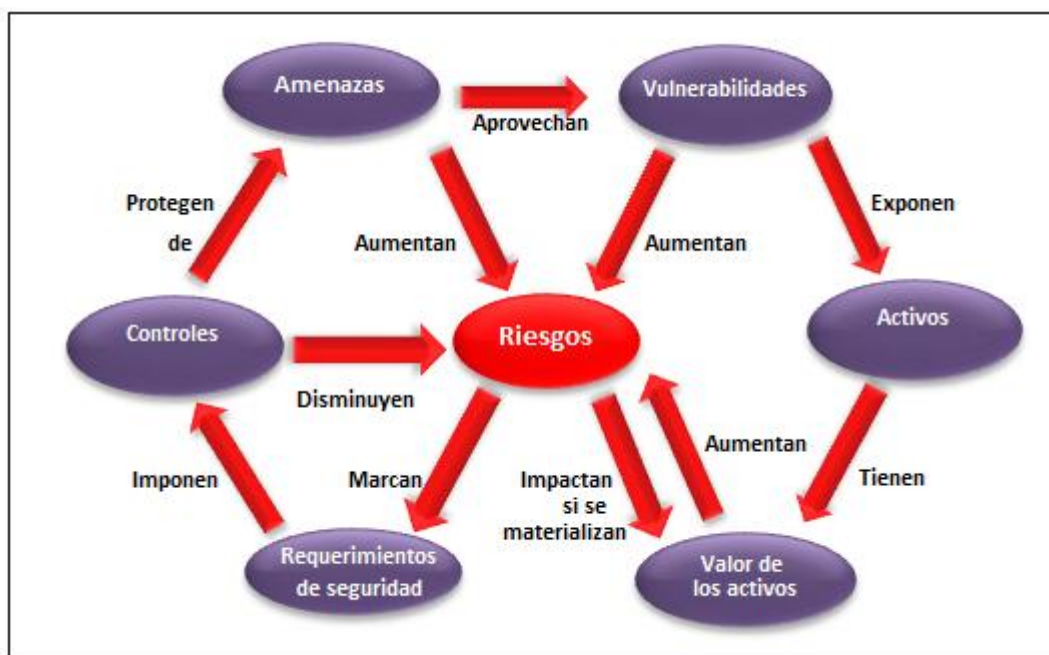 Amenazas
Vulnerabilidades
Aprovechan
Protegen
de
Aumentan
Aumentan
Exponen
Controles
Riesgos
Activos
Disminuyen
Imponen
Marcan
Impactan
si se
materializan
Aumentan
Tienen
Requerimientos
de seguridad
Valor de
los activos